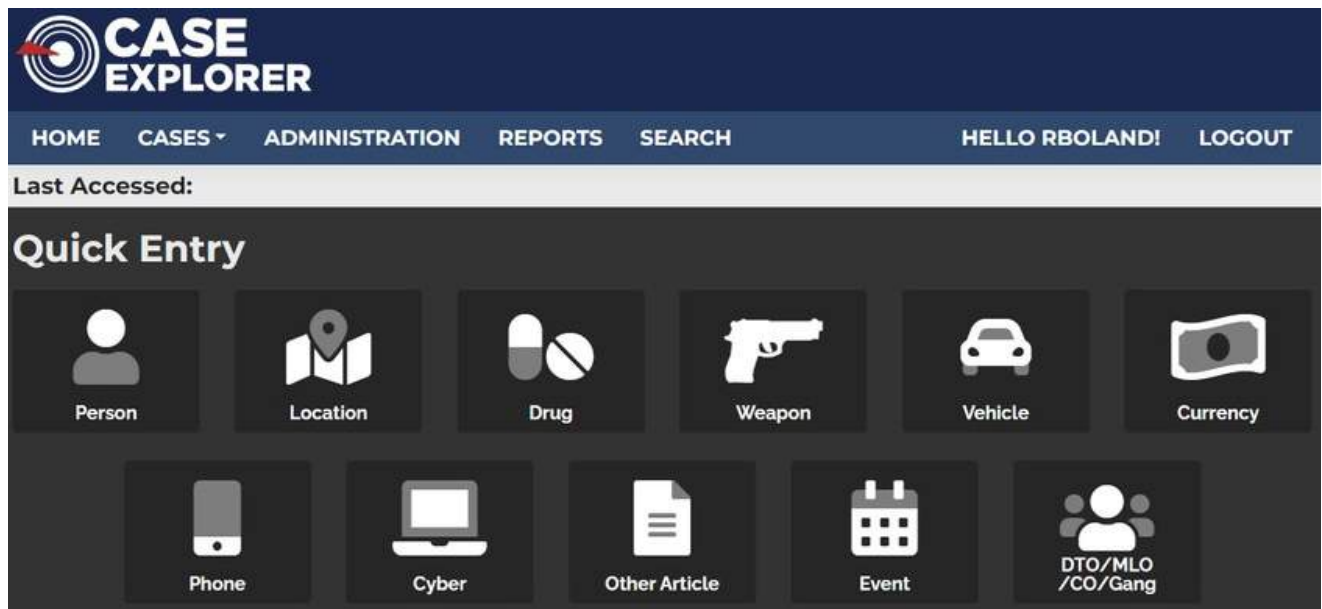 CASE
EXPLORER
HOME CASES ADMINISTRATION REPORTS SEARCH HELLO RBOLAND! LOGOUT
Last Accessed:
Quick Entry
Person Location Drug Weapon Vehicle Currency
Phone Cyber Other Article Event DTO/MLO
/CO/Gang